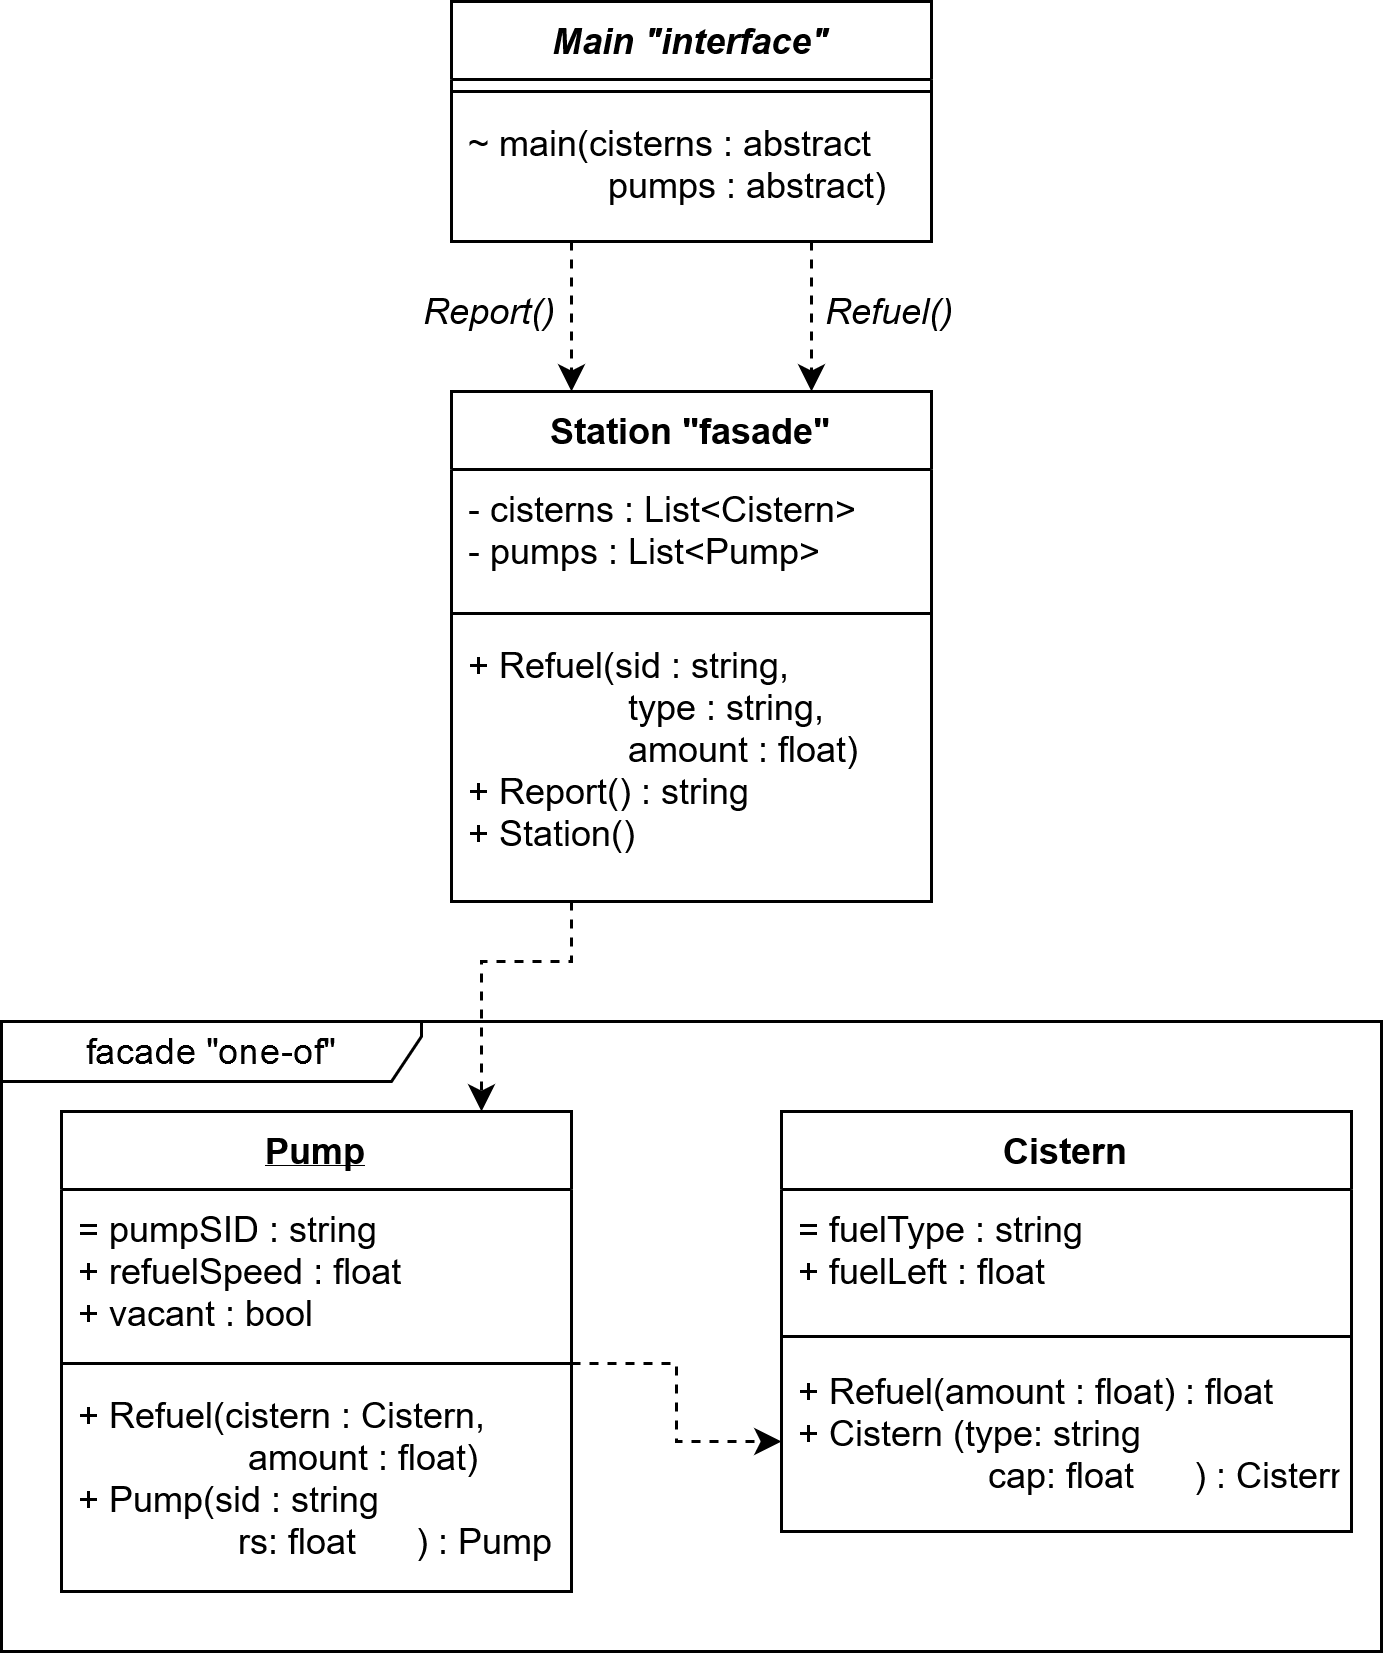 Main "interface"
~ main(cisterns : abstract
pumps : abstract)
Report()
Refuel()
Station "fasade"
- cisterns : List<Cistern>
- pumps : List<Pump>
+ Refuel(sid : string,
type : string,
amount : float)
+ Report() : string
+ Station()
facade "one-of"
Pump
= pumpSID : string
+ refuelSpeed : float
+ vacant : bool
+ Refuel(cistern : Cistern,
amount : float)
+ Pump(sid : string
rs: float ) : Pump
Cistern
= fuelType : string
+ fuelLeft : float
+ Refuel(amount : float) : float
+ Cistern (type: string
cap: float ) : Cistern